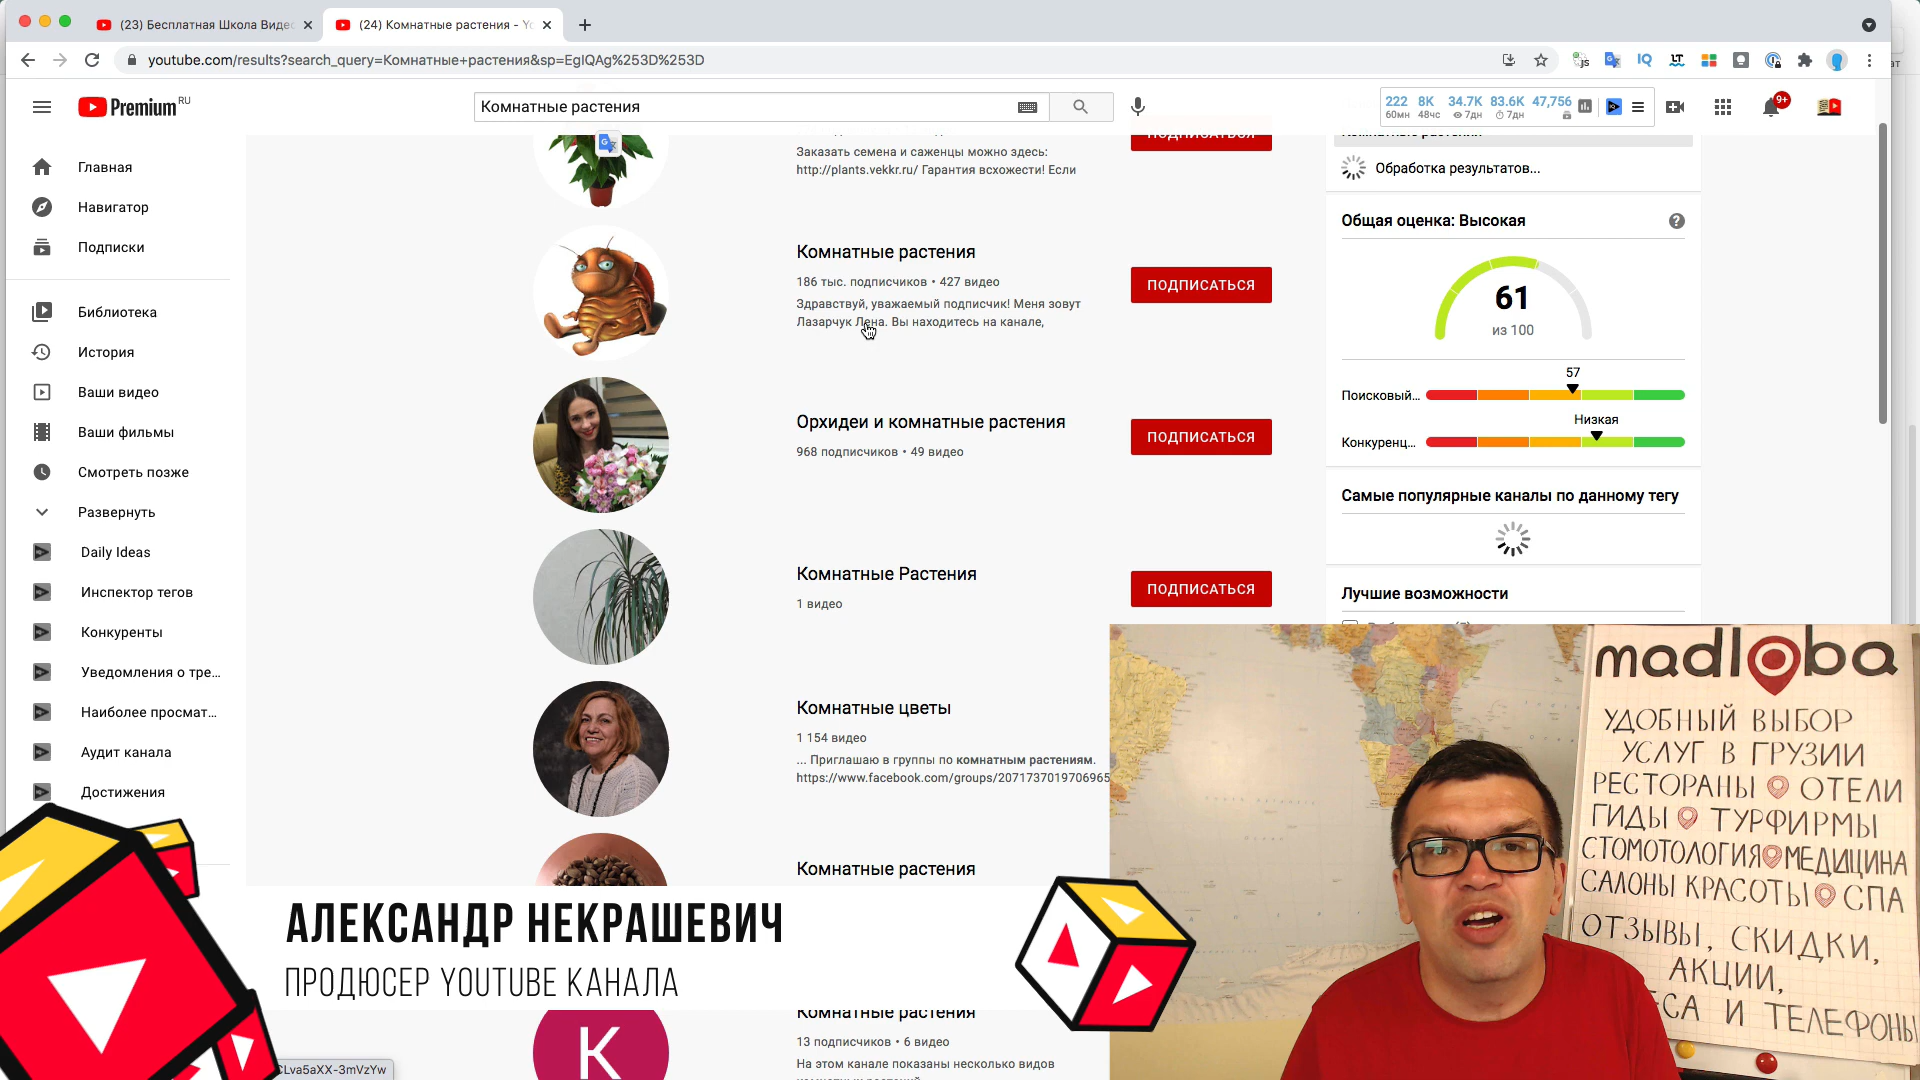 (23) Бесплатная Школа Видео
(24) Комнатные растения - Yo
youtube.com/results?search_query=Комнатные+растения&sp=EgIQAg%253D%253D
Premium RU
Комнатные растения
222 8K 34.7K 83.6K 47,756
60мн 48чс 7дн 7дн
9+
Главная
Навигатор
Подписки
Библиотека
История
Ваши видео
Ваши фильмы
Смотреть позже
Развернуть
Daily Ideas
Инспектор тегов
Конкуренты
Уведомления о тре...
Наиболее просмат...
Аудит канала
Достижения
Заказать семена и саженцы можно здесь:
http://plants.vekkr.ru/ Гарантия всхожести! Если
ПОДПИСАТЬСЯ
Комнатные растения
186 тыс. подписчиков • 427 видео
Здравствуй, уважаемый подписчик! Меня зовут
Лазарчук Лена. Вы находитесь на канале,
ПОДПИСАТЬСЯ
Орхидеи и комнатные растения
968 подписчиков • 49 видео
ПОДПИСАТЬСЯ
Комнатные Растения
1 видео
ПОДПИСАТЬСЯ
Комнатные цветы
1 154 видео
... Приглашаю в группы по комнатным растениям.
https://www.facebook.com/groups/2071737019706965
Комнатные растения
Комнатные растения
13 подписчиков • 6 видео
На этом канале показаны несколько видов
K
Обработка результатов...
Общая оценка: Высокая
61
из 100
57
Поисковый...
Низкая
Конкуренц...
Самые популярные каналы по данному тегу
Лучшие возможности
madloba
УДОБНЫЙ ВЫБОР
УСЛУГ В ГРУЗИИ
РЕСТОРАНЫ ОТЕЛИ
ГИДЫ ТУРФИРМЫ
СТОМОТОЛОГИЯ МЕДИЦИНА
САЛОНЫ КРАСОТЫ СПА
ОТЗЫВЫ, СКИДКИ,
АКЦИИ,
ЕСА И ТЕЛЕФОНЫ
АЛЕКСАНДР НЕКРАШЕВИЧ
ПРОДЮСЕР YOUTUBE КАНАЛА
CLva5aXX-3mVzYw